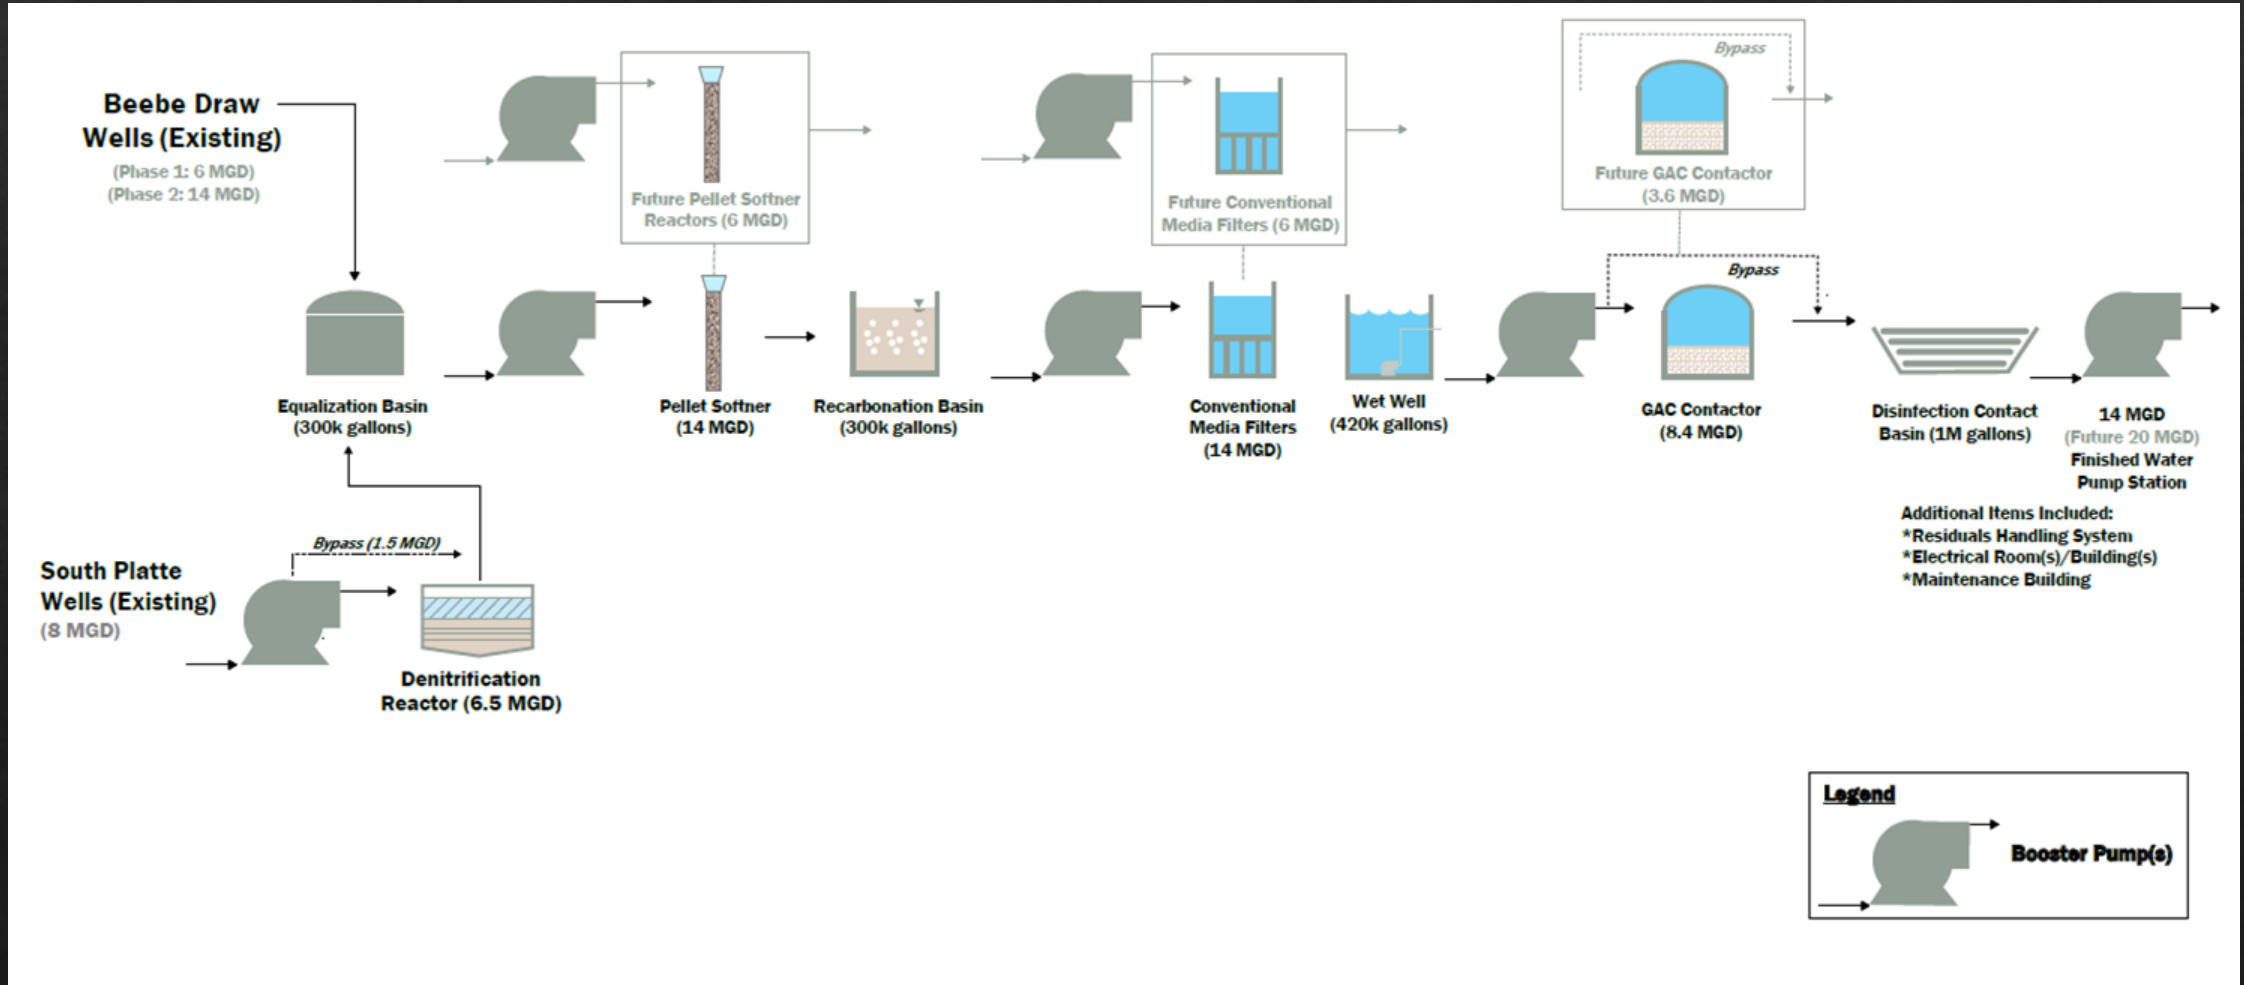 Beebe Draw
Wells (Existing)
(Phase 1: 6 MGD)
(Phase 2: 14 MGD)
Future Pellet Softner
Reactors (6 MGD)
Future Conventional
Media Filters (6 MGD)
Bypass
Future GAC Contactor
(3.6 MGD)
Equalization Basin
(300k gallons)
Pellet Softner
(14 MGD)
Recarbonation Basin
(300k gallons)
Conventional
Media Filters
(14 MGD)
Wet Well
(420k gallons)
Bypass
GAC Contactor
(8.4 MGD)
Disinfection Contact
Basin (1M gallons)
14 MGD
(Future 20 MGD)
Finished Water
Pump Station
Additional Items Included:
*Residuals Handling System
*Electrical Room(s)/Building(s)
*Maintenance Building
South Platte
Wells (Existing)
(8 MGD)
Bypass (1.5 MGD)
Denitrification
Reactor (6.5 MGD)
Legend
Booster Pump(s)